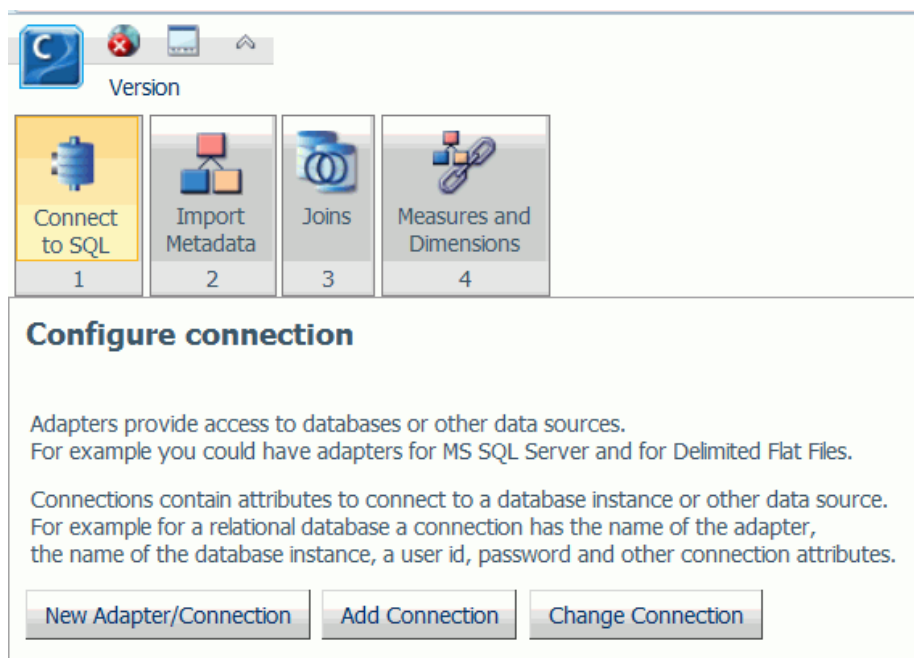 C
Version
Connect
to SQL
1
Import
Metadata
2
Joins
3
Measures and
Dimensions
4
Configure connection
Adapters provide access to databases or other data sources.
For example you could have adapters for MS SQL Server and for Delimited Flat Files.
Connections contain attributes to connect to a database instance or other data source.
For example for a relational database a connection has the name of the adapter,
the name of the database instance, a user id, password and other connection attributes.
New Adapter/Connection Add Connection Change Connection